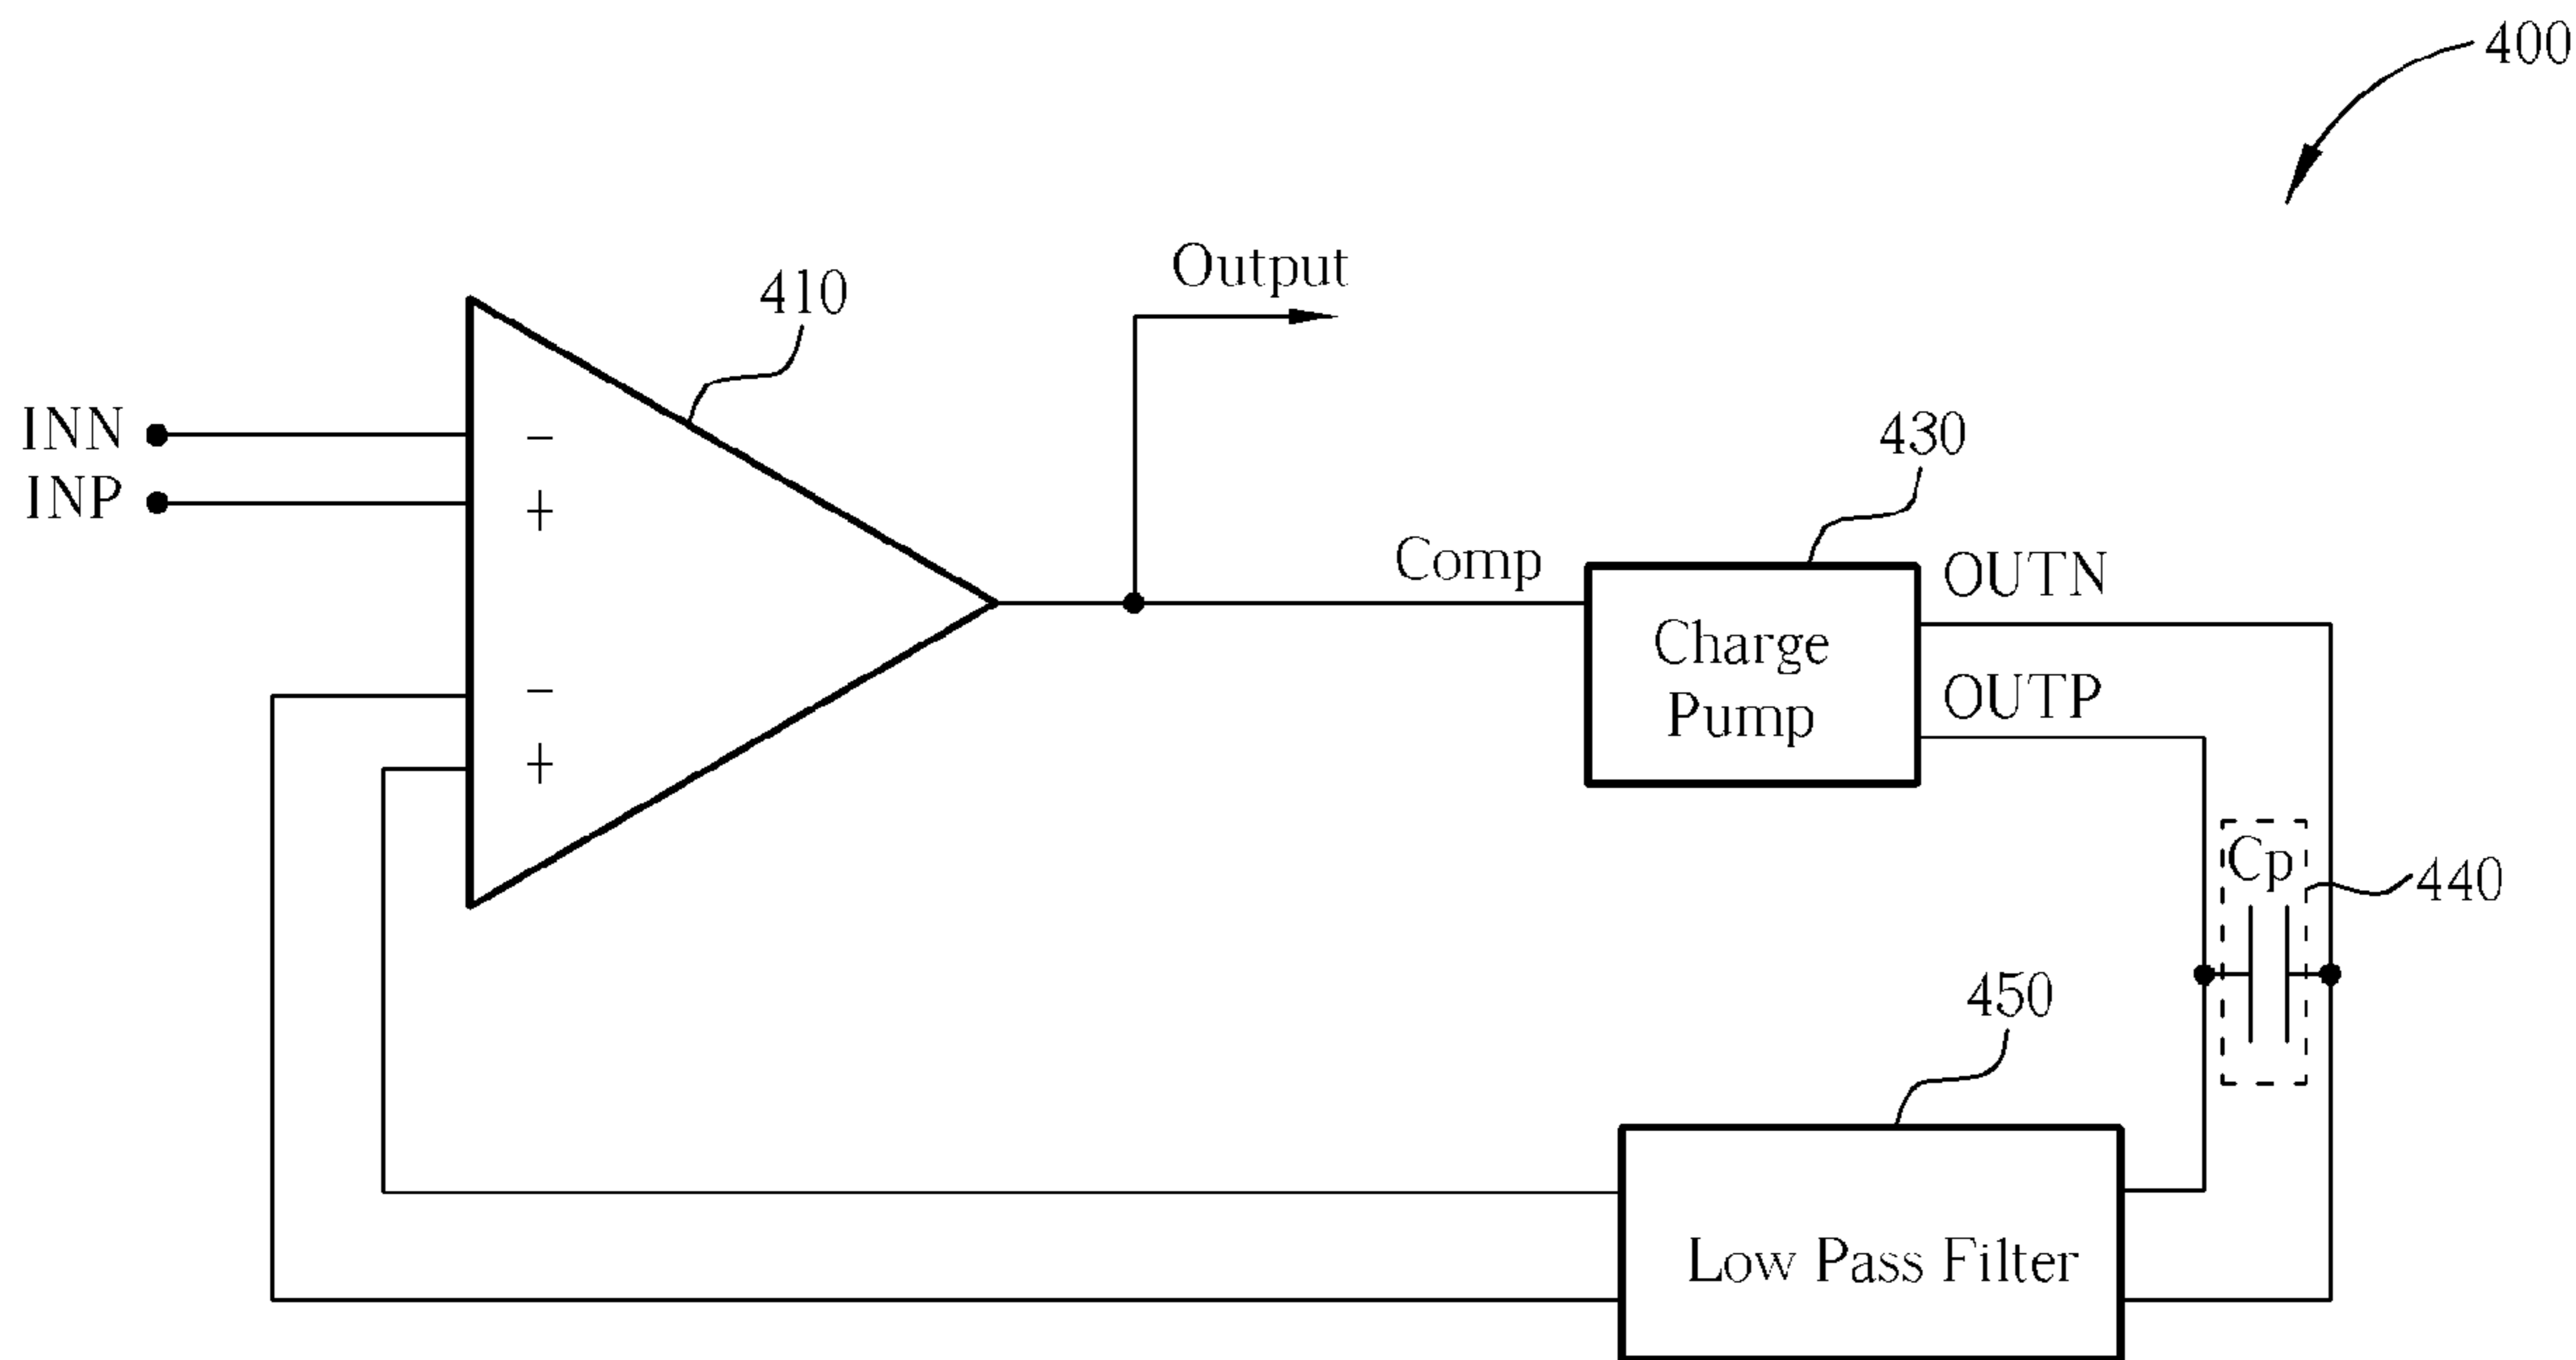 400
Output
410
INN
INP
−
+
430
Comp
OUTN
Charge
Pump
OUTP
−
+
Cp
440
450
Low Pass Filter